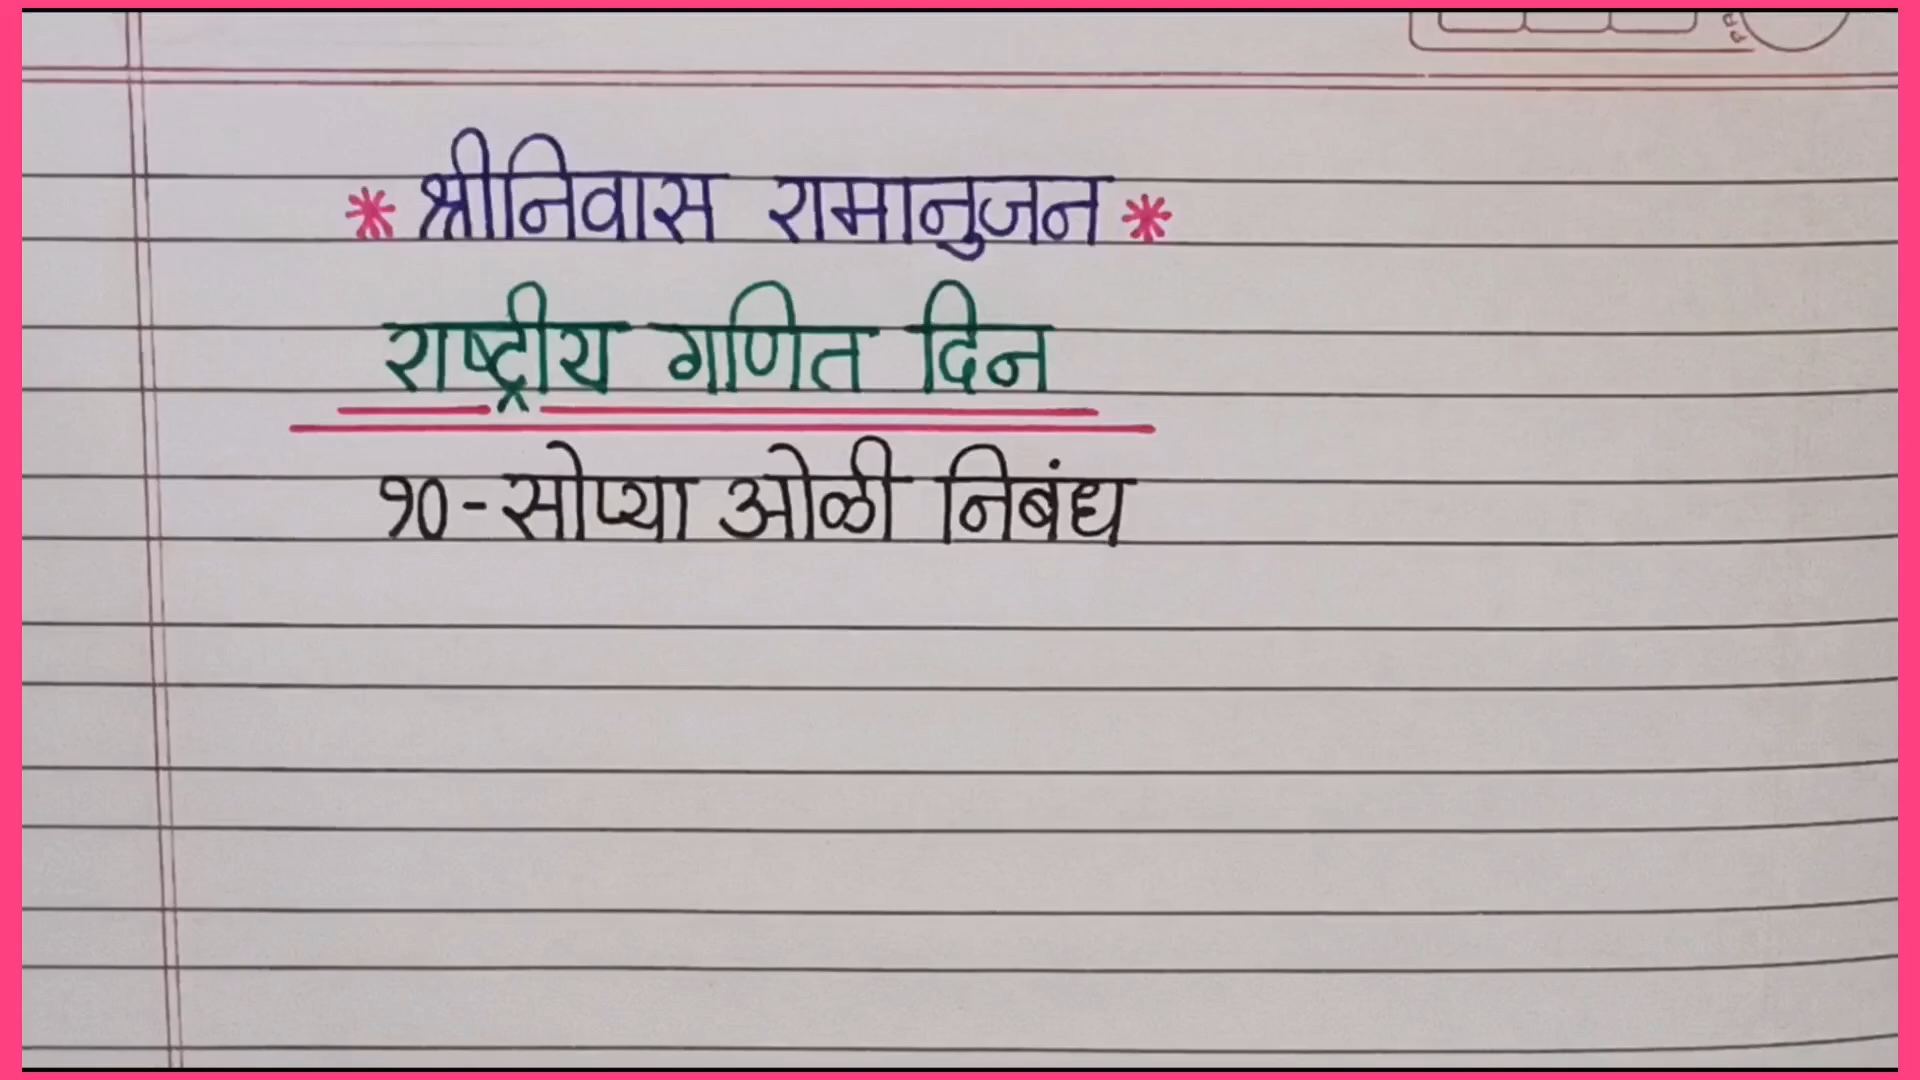 * श्रीनिवास रामानुजन *
राष्ट्रीय गणित दिन
१०-सोप्या ओळी निबंध